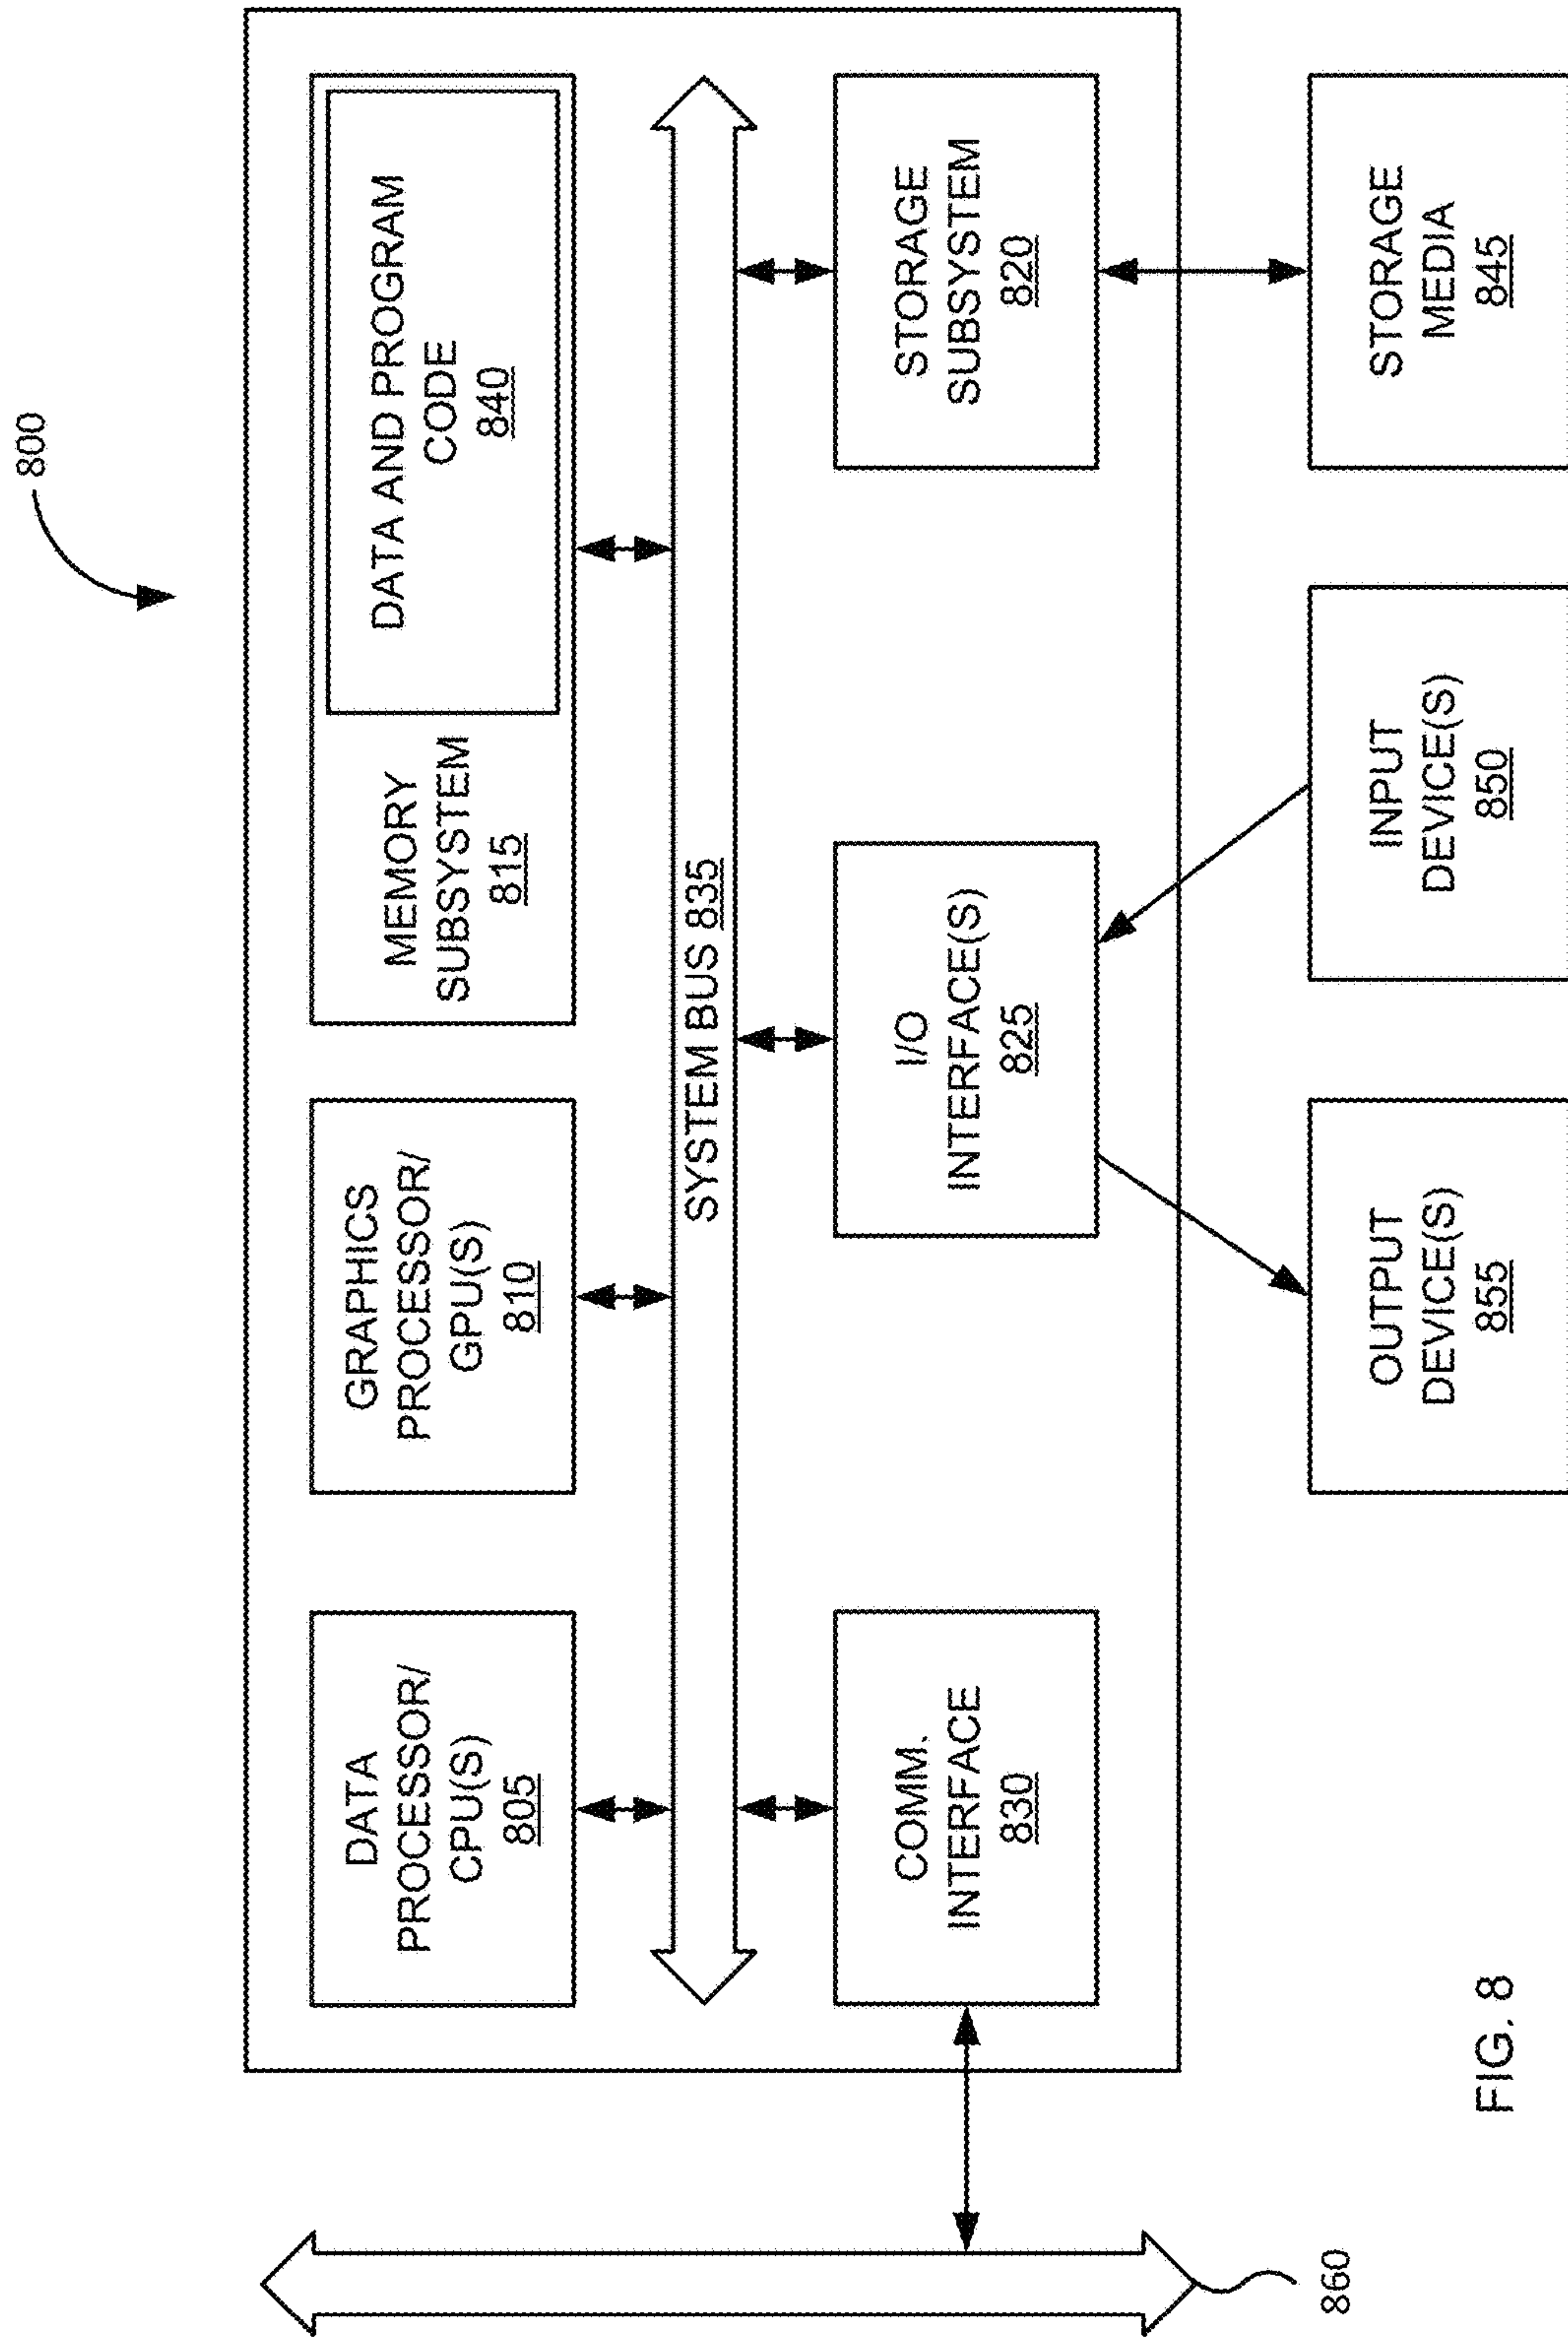 800
DATA
PROCESSOR/
CPU(S)
805
GRAPHICS
PROCESSOR/
GPU(S)
810
MEMORY
SUBSYSTEM
815
DATA AND PROGRAM
CODE
840
SYSTEM BUS 835
COMM.
INTERFACE
830
I/O
INTERFACE(S)
825
STORAGE
SUBSYSTEM
820
860
OUTPUT
DEVICE(S)
855
INPUT
DEVICE(S)
850
STORAGE
MEDIA
845
FIG. 8